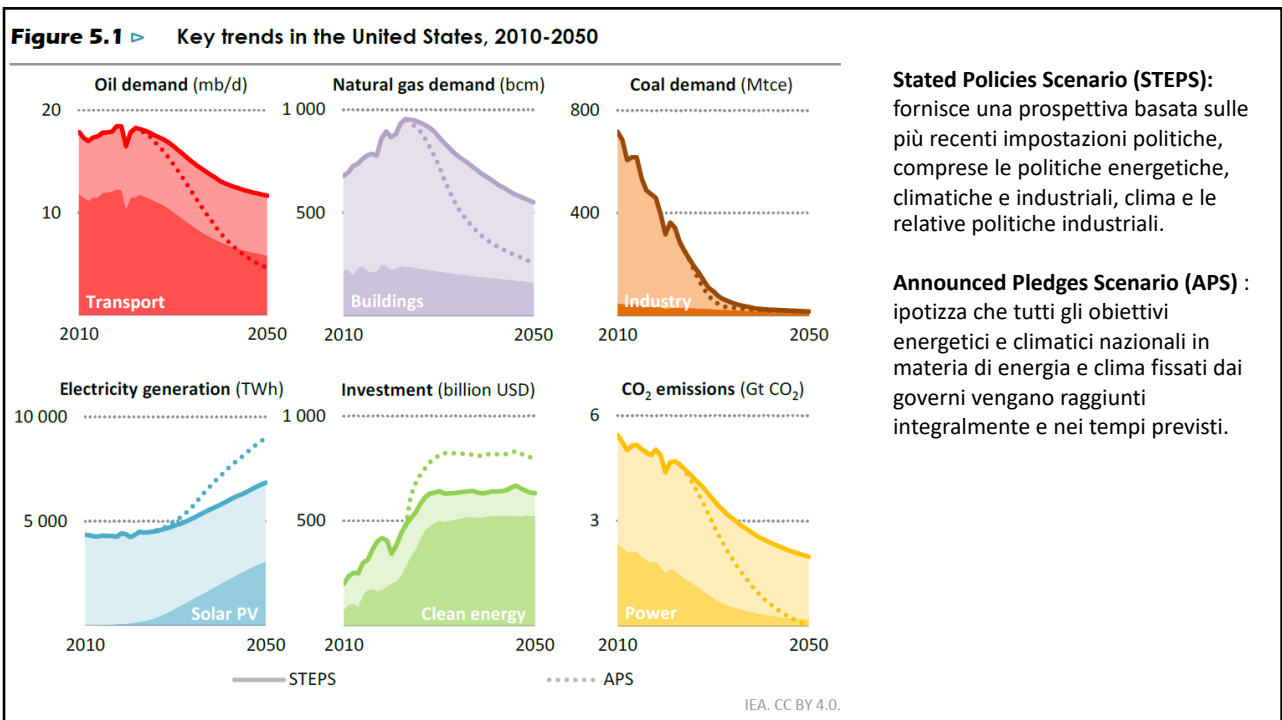 Figure 5.1 ▷ Key trends in the United States, 2010-2050
Oil demand (mb/d)
20
10
Transport
2010 2050
Natural gas demand (bcm)
1 000
500
Buildings
2010 2050
Coal demand (Mtce)
800
400
Industry
2010 2050
Electricity generation (TWh)
10 000
5 000
Solar PV
2010 2050
Investment (billion USD)
1 000
500
Clean energy
2010 2050
CO₂ emissions (Gt CO₂)
6
3
Power
2010 2050
STEPS APS
IEA. CC BY 4.0.
Stated Policies Scenario (STEPS):
fornisce una prospettiva basata sulle
più recenti impostazioni politiche,
comprese le politiche energetiche,
climatiche e industriali, clima e le
relative politiche industriali.
Announced Pledges Scenario (APS) :
ipotizza che tutti gli obiettivi
energetici e climatici nazionali in
materia di energia e clima fissati dai
governi vengano raggiunti
integralmente e nei tempi previsti.